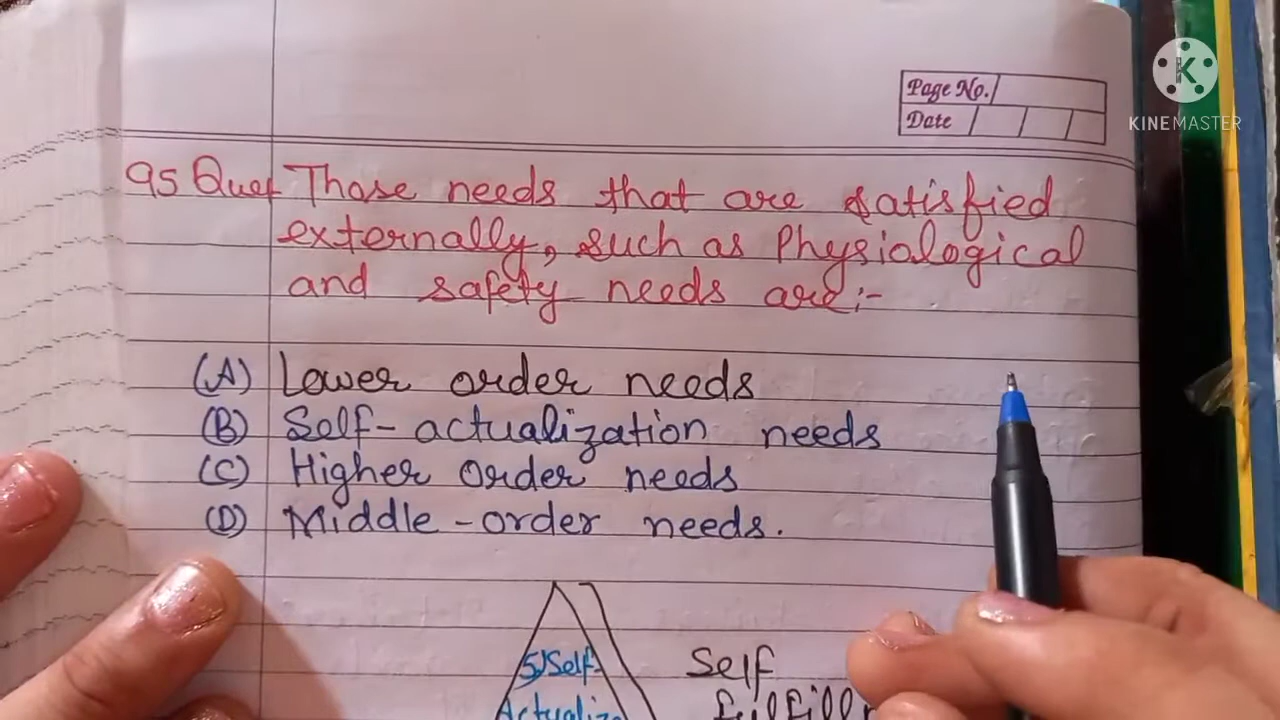 Page No.
Date
K
KINEMASTER
95 Ques Those needs that are satisfied
externally, such as Physiological
and safety needs are:-
(A) Lower order needs
(B) Self-actualization needs
(C) Higher order needs
(D) Middle-order needs.
5) Self-
Self